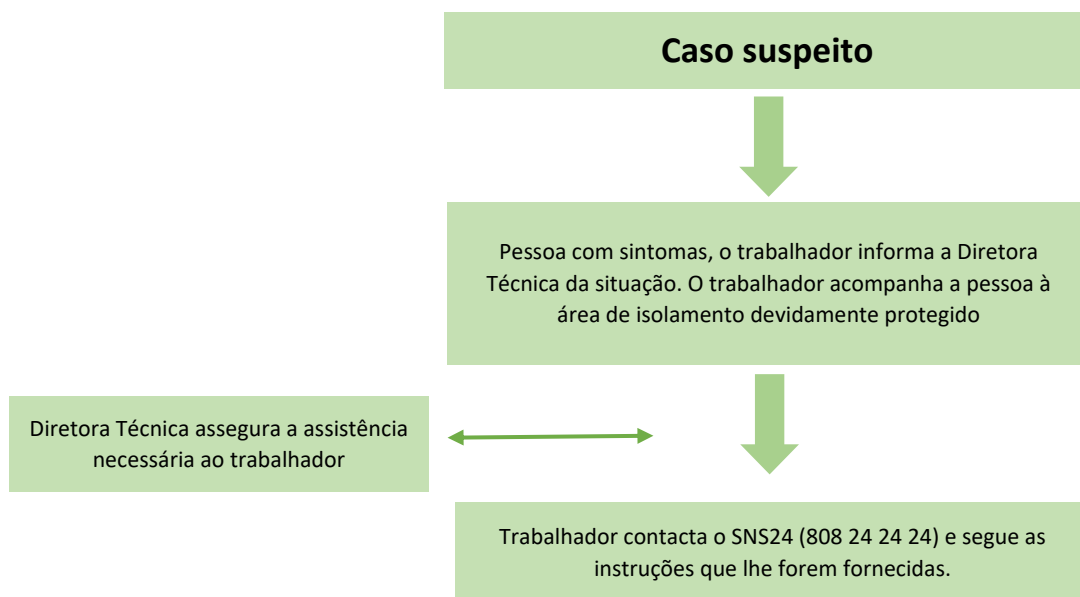 Caso suspeito
Pessoa com sintomas, o trabalhador informa a Diretora
Técnica da situação. O trabalhador acompanha a pessoa à
área de isolamento devidamente protegido
Diretora Técnica assegura a assistência
necessária ao trabalhador
Trabalhador contacta o SNS24 (808 24 24 24) e segue as
instruções que lhe forem fornecidas.